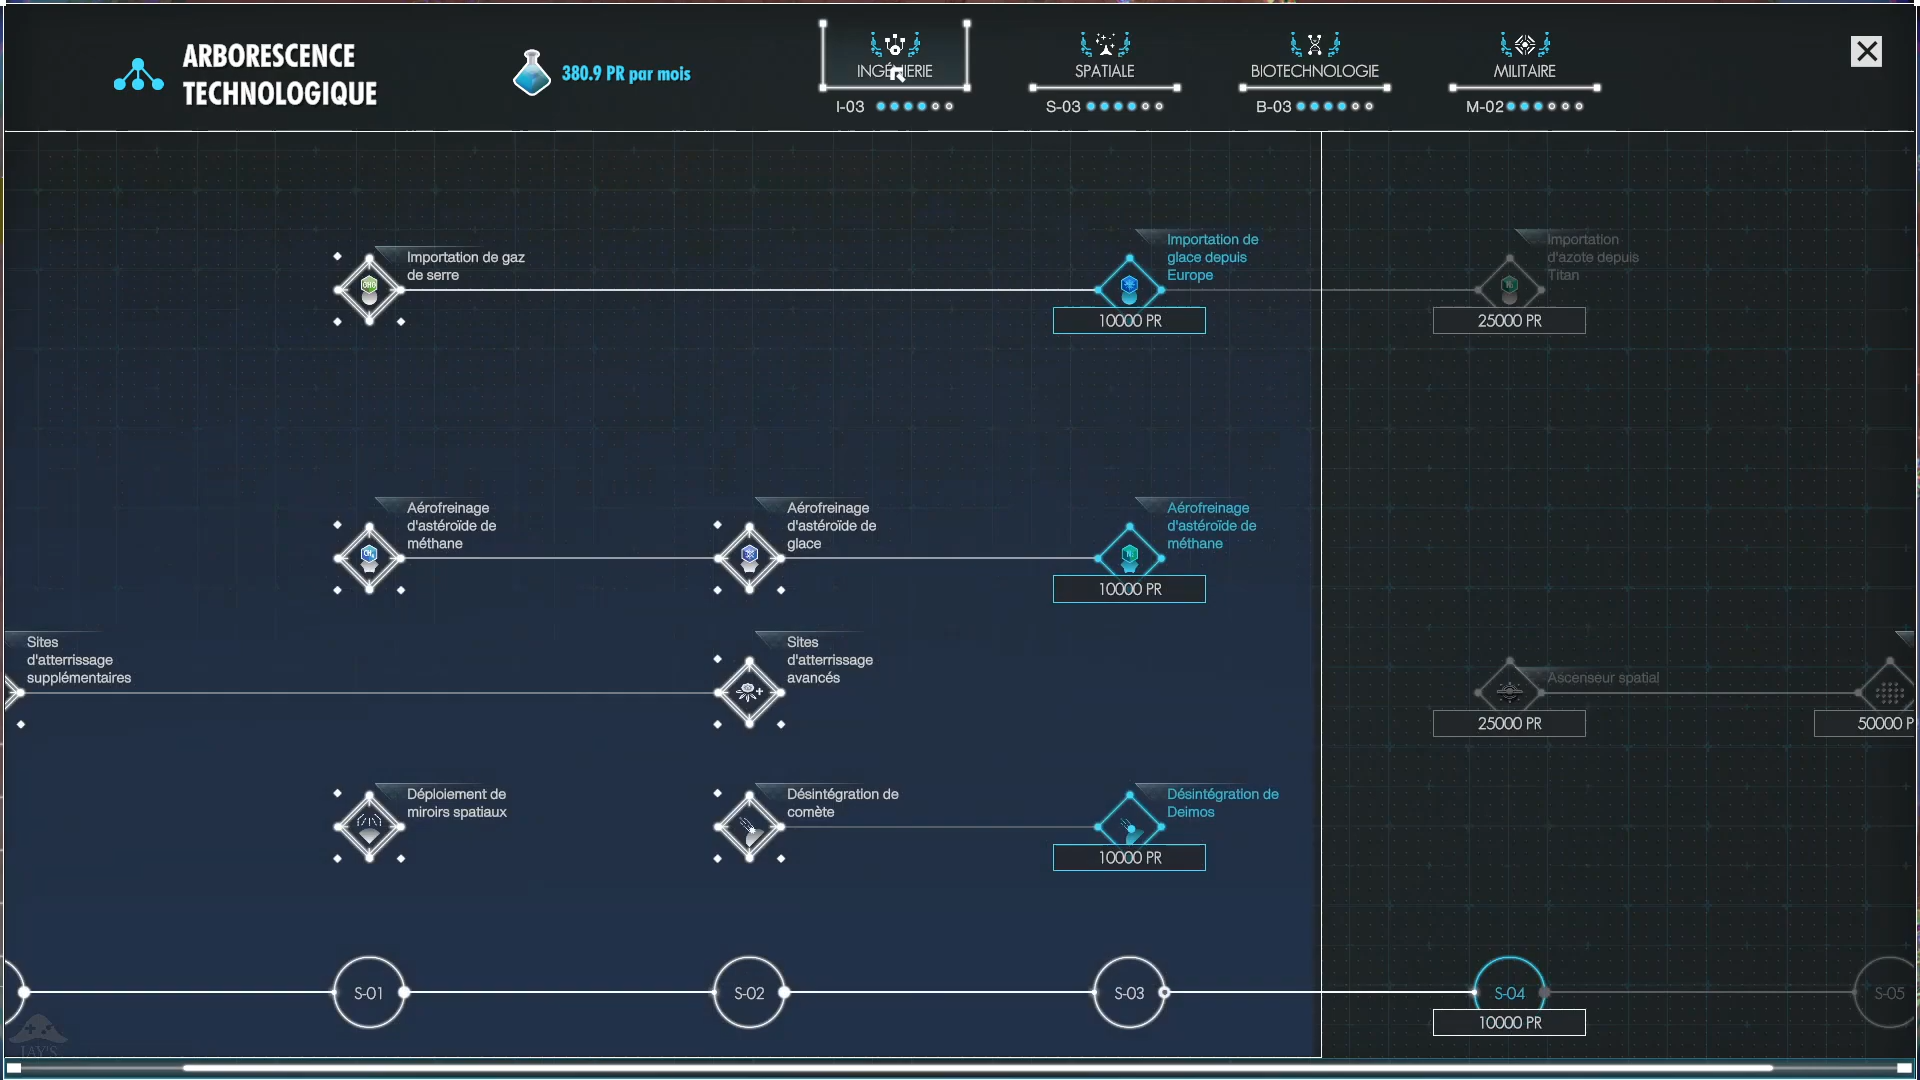 ARBORESCENCE
TECHNOLOGIQUE
380.9 PR par mois
INGÉNIERIE
SPATIALE
BIOTECHNOLOGIE
MILITAIRE
I-03
S-03
B-03
M-02
Importation de gaz
de serre
Importation de
glace depuis
Europe
10000 PR
Importation
d'azote depuis
Titan
25000 PR
Aérofreinage
d'astéroïde de
méthane
Aérofreinage
d'astéroïde de
glace
Aérofreinage
d'astéroïde de
méthane
10000 PR
Sites
d'atterrissage
supplémentaires
Sites
d'atterrissage
avancés
Ascenseur spatial
25000 PR
50000 P
Déploiement de
miroirs spatiaux
Désintégration de
comète
Désintégration de
Deimos
10000 PR
S-01
S-02
S-03
S-04
S-05
10000 PR
JAY'S